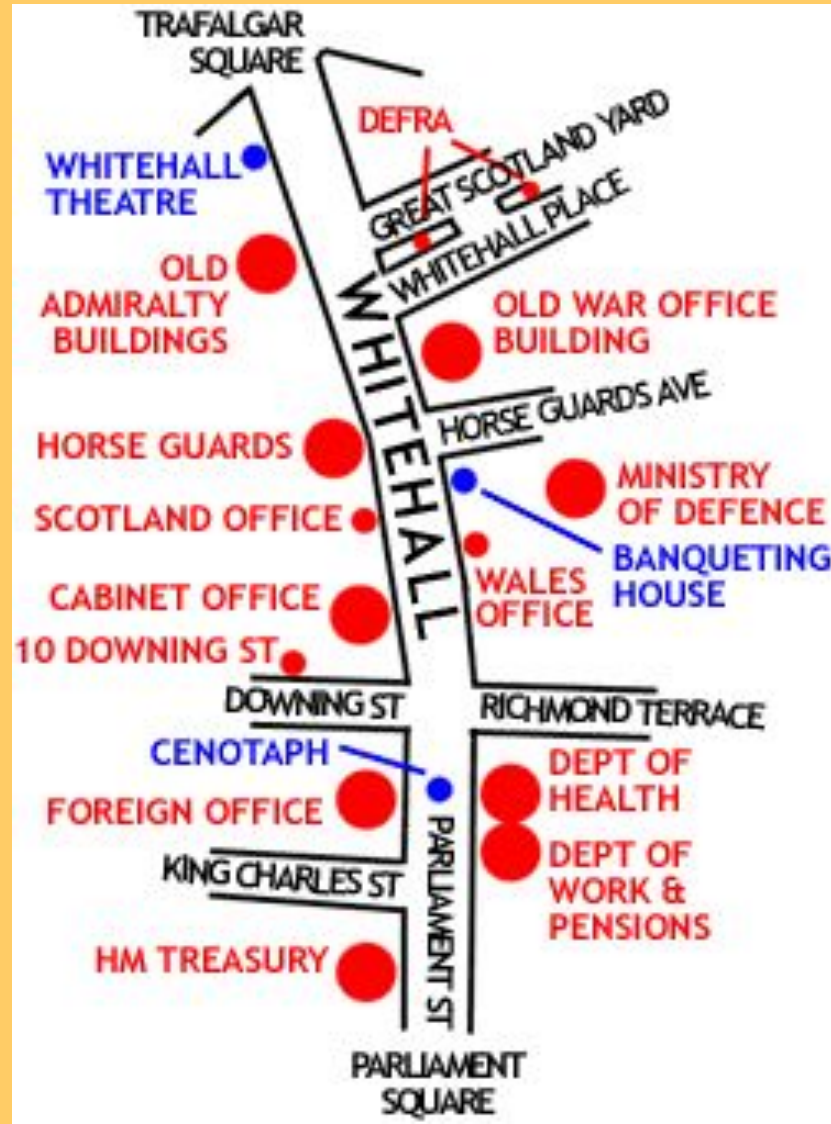 TRAFALGAR
SQUARE
DEFRA
GREAT SCOTLAND YARD
WHITEHALL
THEATRE
WHITEHALL PLACE
OLD
ADMIRALTY
BUILDINGS
OLD WAR OFFICE
BUILDING
WHITEHALL
HORSE GUARDS AVE
HORSE GUARDS
MINISTRY
OF DEFENCE
SCOTLAND OFFICE
BANQUETING
HOUSE
WALES
OFFICE
CABINET OFFICE
10 DOWNING ST
DOWNING ST
RICHMOND TERRACE
CENOTAPH
DEPT OF
HEALTH
FOREIGN OFFICE
PARLIAMENT ST
KING CHARLES ST
DEPT OF
WORK &
PENSIONS
HM TREASURY
PARLIAMENT
SQUARE